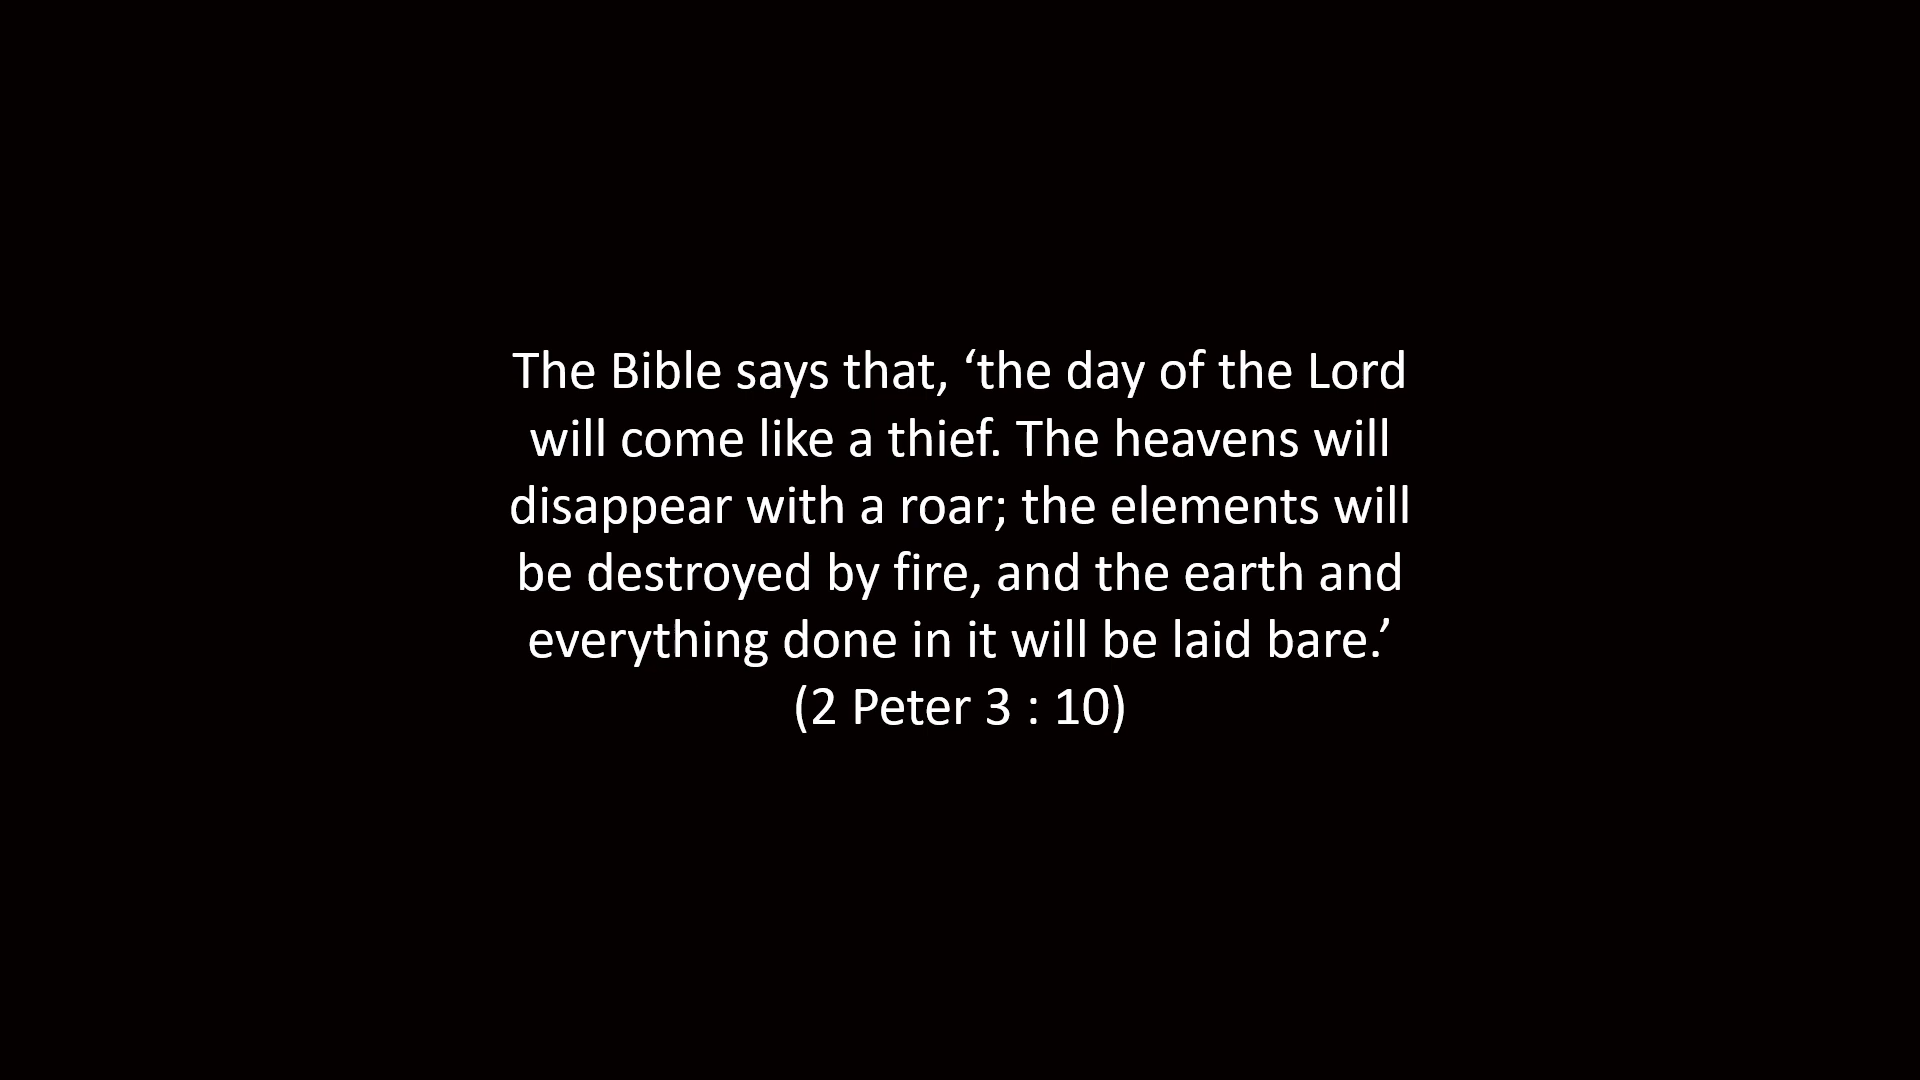 The Bible says that, ‘the day of the Lord
will come like a thief. The heavens will
disappear with a roar; the elements will
be destroyed by fire, and the earth and
everything done in it will be laid bare.’
(2 Peter 3 : 10)